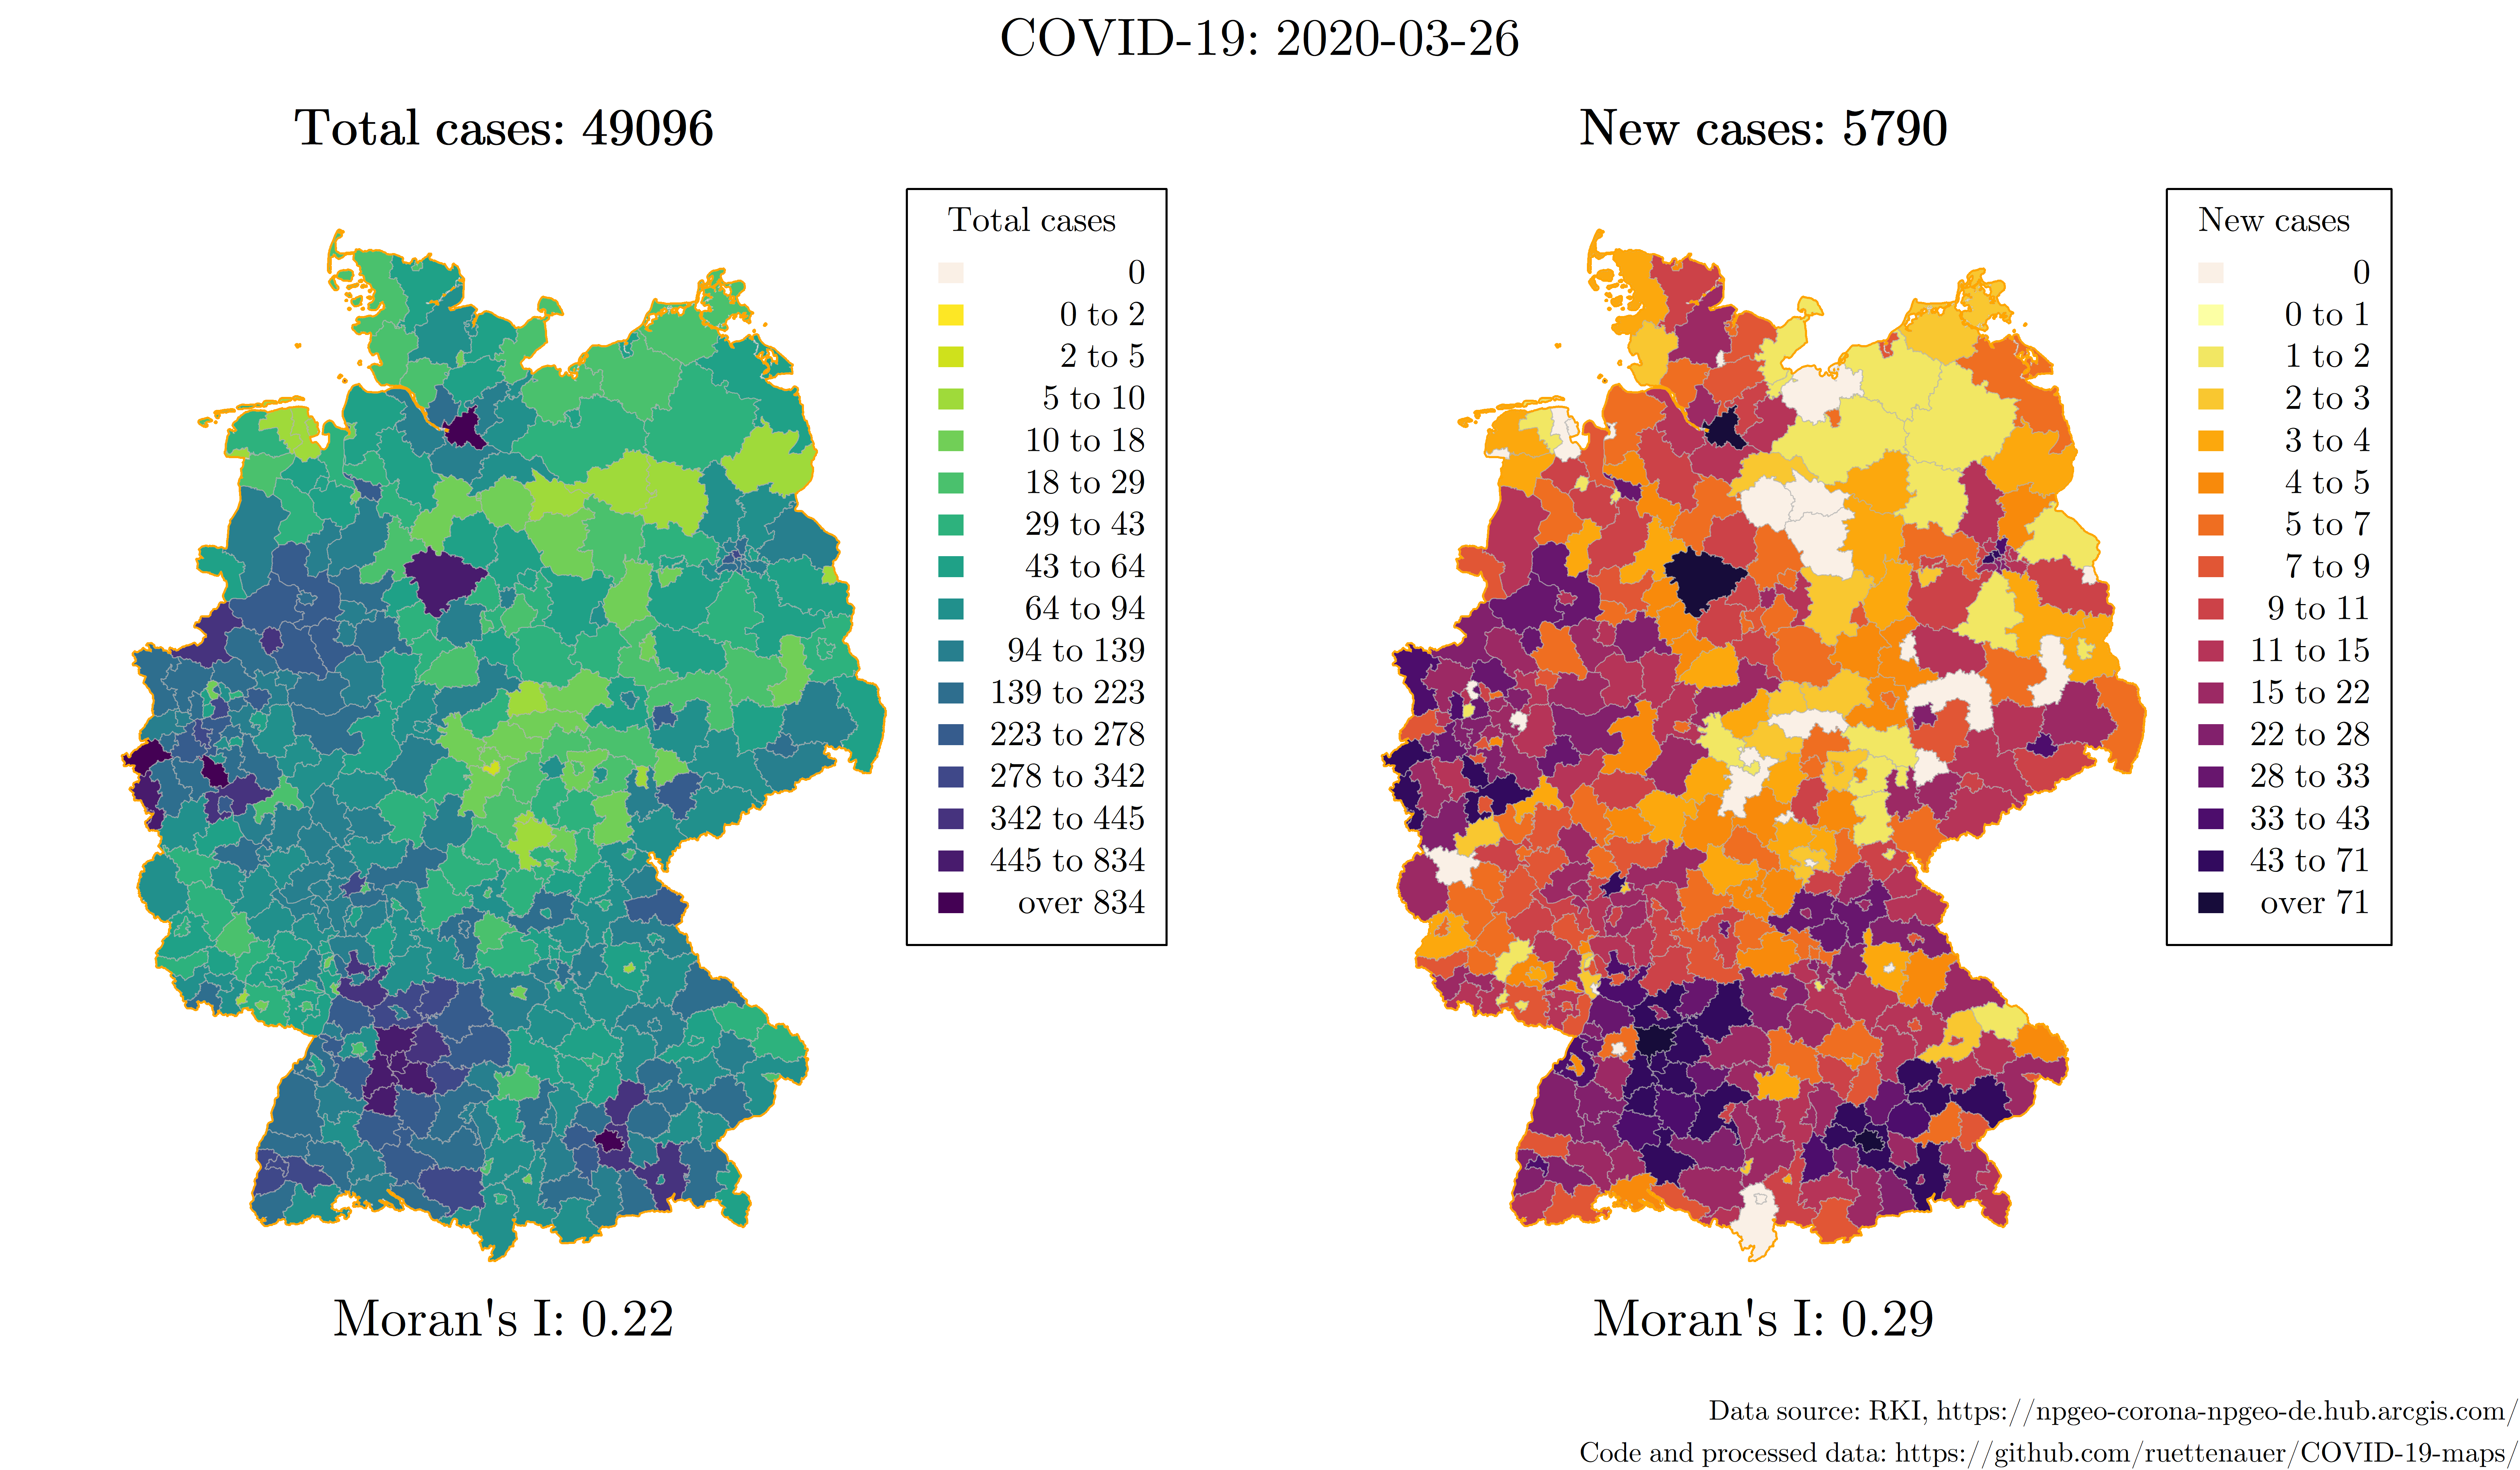 COVID-19: 2020-03-26
Total cases: 49096
Total cases
0
0 to 2
2 to 5
5 to 10
10 to 18
18 to 29
29 to 43
43 to 64
64 to 94
94 to 139
139 to 223
223 to 278
278 to 342
342 to 445
445 to 834
over 834
Moran's I: 0.22
New cases: 5790
New cases
0
0 to 1
1 to 2
2 to 3
3 to 4
4 to 5
5 to 7
7 to 9
9 to 11
11 to 15
15 to 22
22 to 28
28 to 33
33 to 43
43 to 71
over 71
Moran's I: 0.29
Data source: RKI, https://npgeo-corona-npgeo-de.hub.arcgis.com/
Code and processed data: https://github.com/ruettenauer/COVID-19-maps/